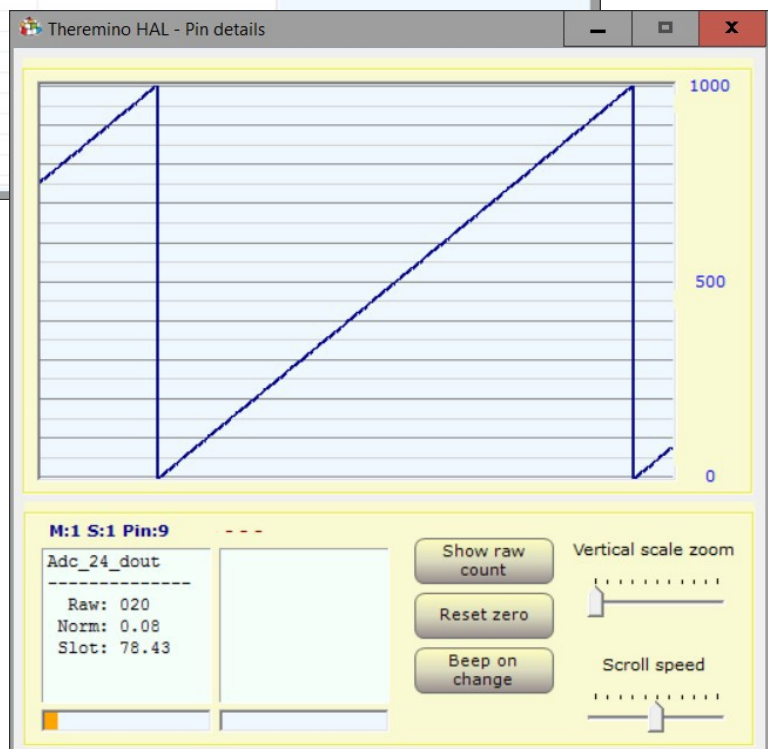 Theremino HAL - Pin details
1000
500
0
M:1 S:1 Pin:9
- - -
Adc_24_dout
--------------
Raw: 020
Norm: 0.08
Slot: 78.43
Show raw
count
Reset zero
Beep on
change
Vertical scale zoom
Scroll speed